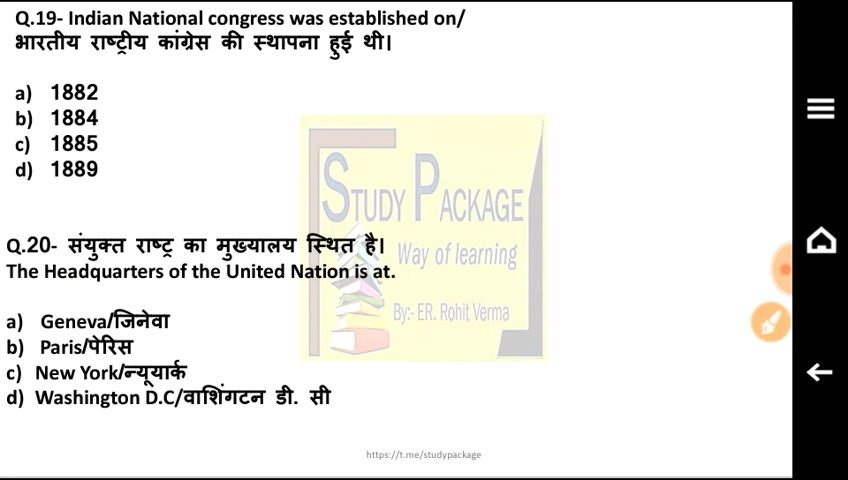 Q.19- Indian National congress was established on/
भारतीय राष्ट्रीय कांग्रेस की स्थापना हुई थी।
a) 1882
b) 1884
c) 1885
d) 1889
STUDY PACKAGE
Way of learning
By:- ER. Rohit Verma
Q.20- संयुक्त राष्ट्र का मुख्यालय स्थित है।
The Headquarters of the United Nation is at.
a) Geneva/जिनेवा
b) Paris/पेरिस
c) New York/न्यूयार्क
d) Washington D.C/वाशिंगटन डी. सी
https://t.me/studypackage